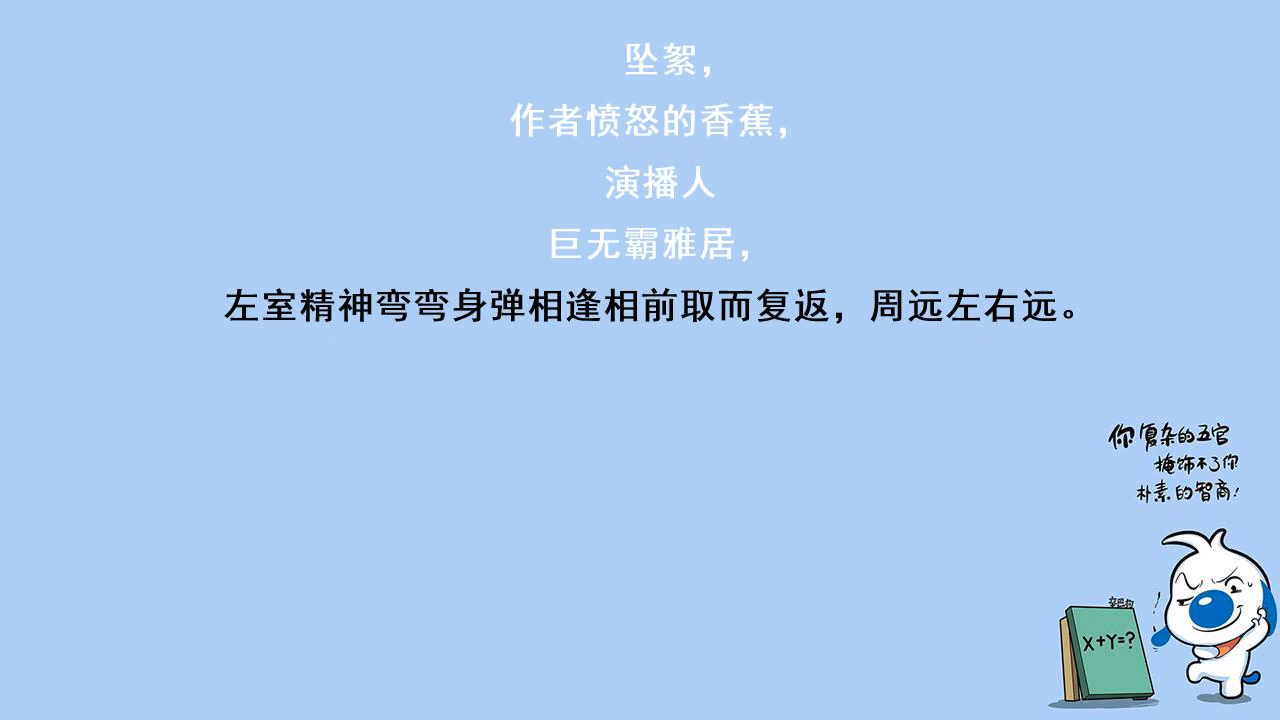 坠絮，
作者愤怒的香蕉，
演播人
巨无霸雅居，
左室精神弯弯身弹相逢相前取而复返，周远左右远。
你复杂的五官
掩饰不了你
朴素的智商！
X+Y=?